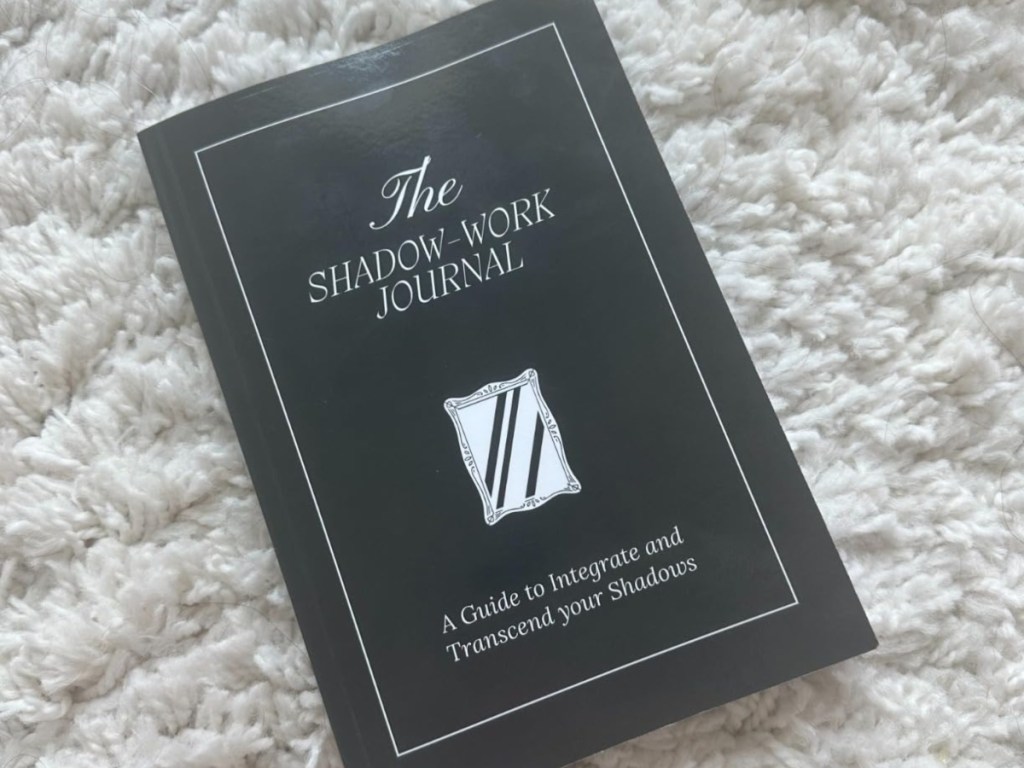 The
SHADOW-WORK
JOURNAL
A Guide to Integrate and
Transcend your Shadows